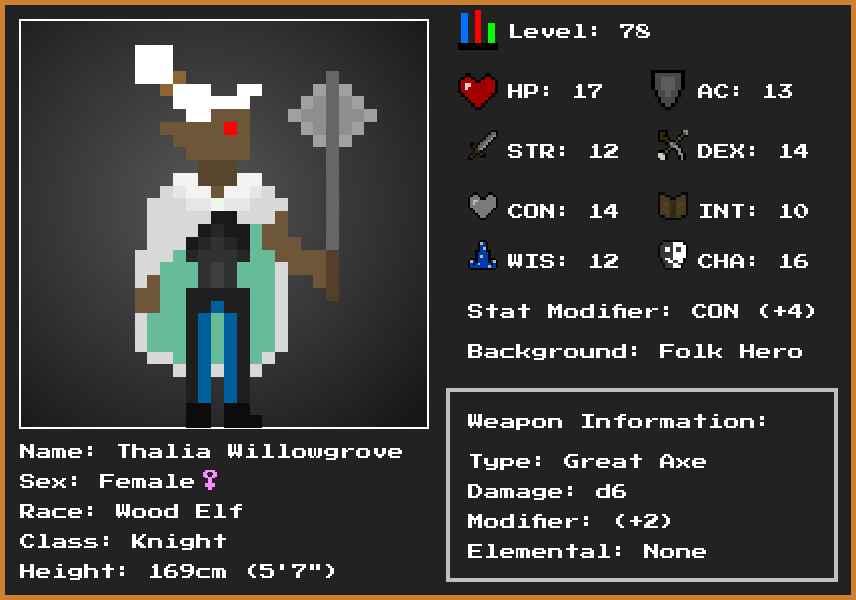 Level: 78
HP: 17 AC: 13
STR: 12 DEX: 14
CON: 14 INT: 10
WIS: 12 CHA: 16
Stat Modifier: CON (+4)
Background: Folk Hero
Weapon Information:
Type: Great Axe
Damage: d6
Modifier: (+2)
Elemental: None
Name: Thalia Willowgrove
Sex: Female♀
Race: Wood Elf
Class: Knight
Height: 169cm (5'7")